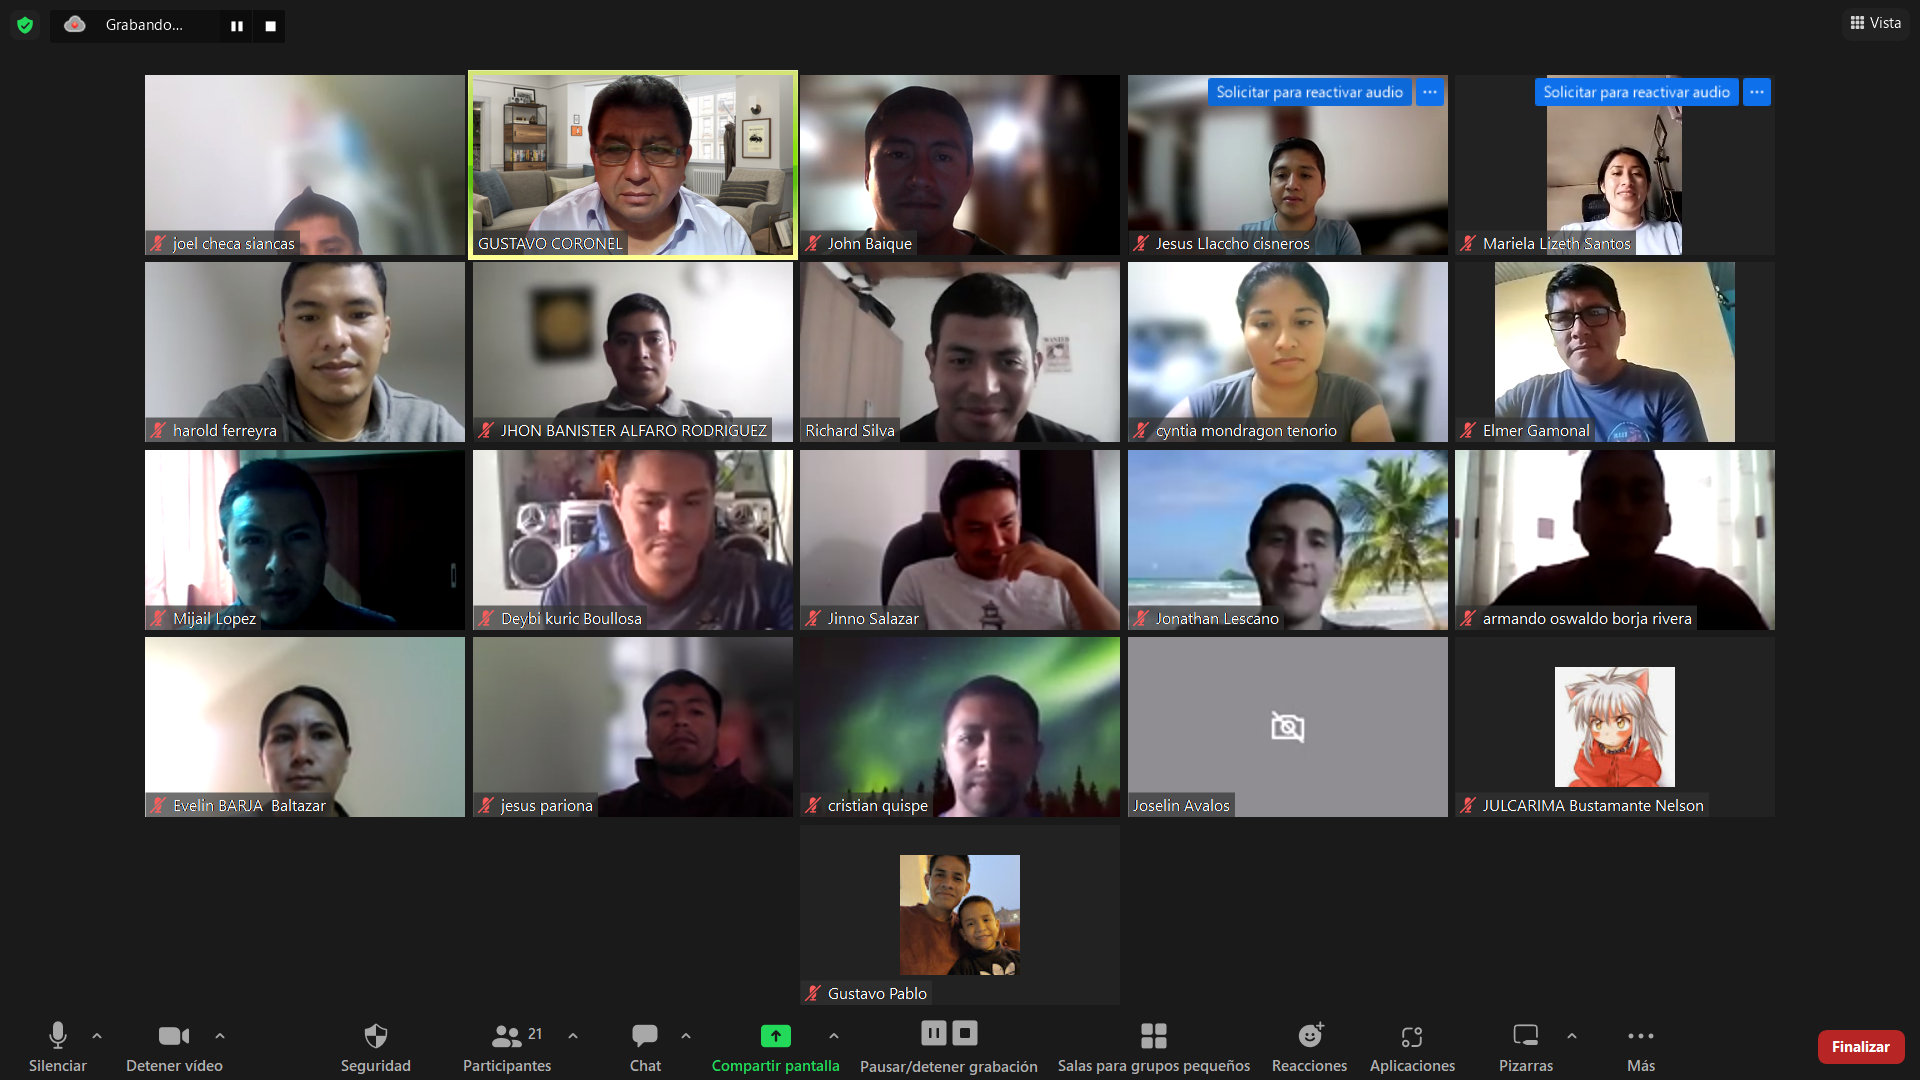 Grabando...
Vista
Solicitar para reactivar audio
Solicitar para reactivar audio
joel checa siancas
GUSTAVO CORONEL
John Baique
Jesus Llaccho cisneros
Mariela Lizeth Santos
WANTED
harold ferreyra
JHON BANISTER ALFARO RODRIGUEZ
Richard Silva
cyntia mondragon tenorio
Elmer Gamonal
Mijail Lopez
Deybi kuric Boullosa
Jinno Salazar
Jonathan Lescano
armando oswaldo borja rivera
Evelin BARJA Baltazar
jesus pariona
cristian quispe
Joselin Avalos
JULCARIMA Bustamante Nelson
Gustavo Pablo
21
Silenciar
Detener vídeo
Seguridad
Participantes
Chat
Compartir pantalla
Pausar/detener grabación
Salas para grupos pequeños
Reacciones
Aplicaciones
Pizarras
Más
Finalizar